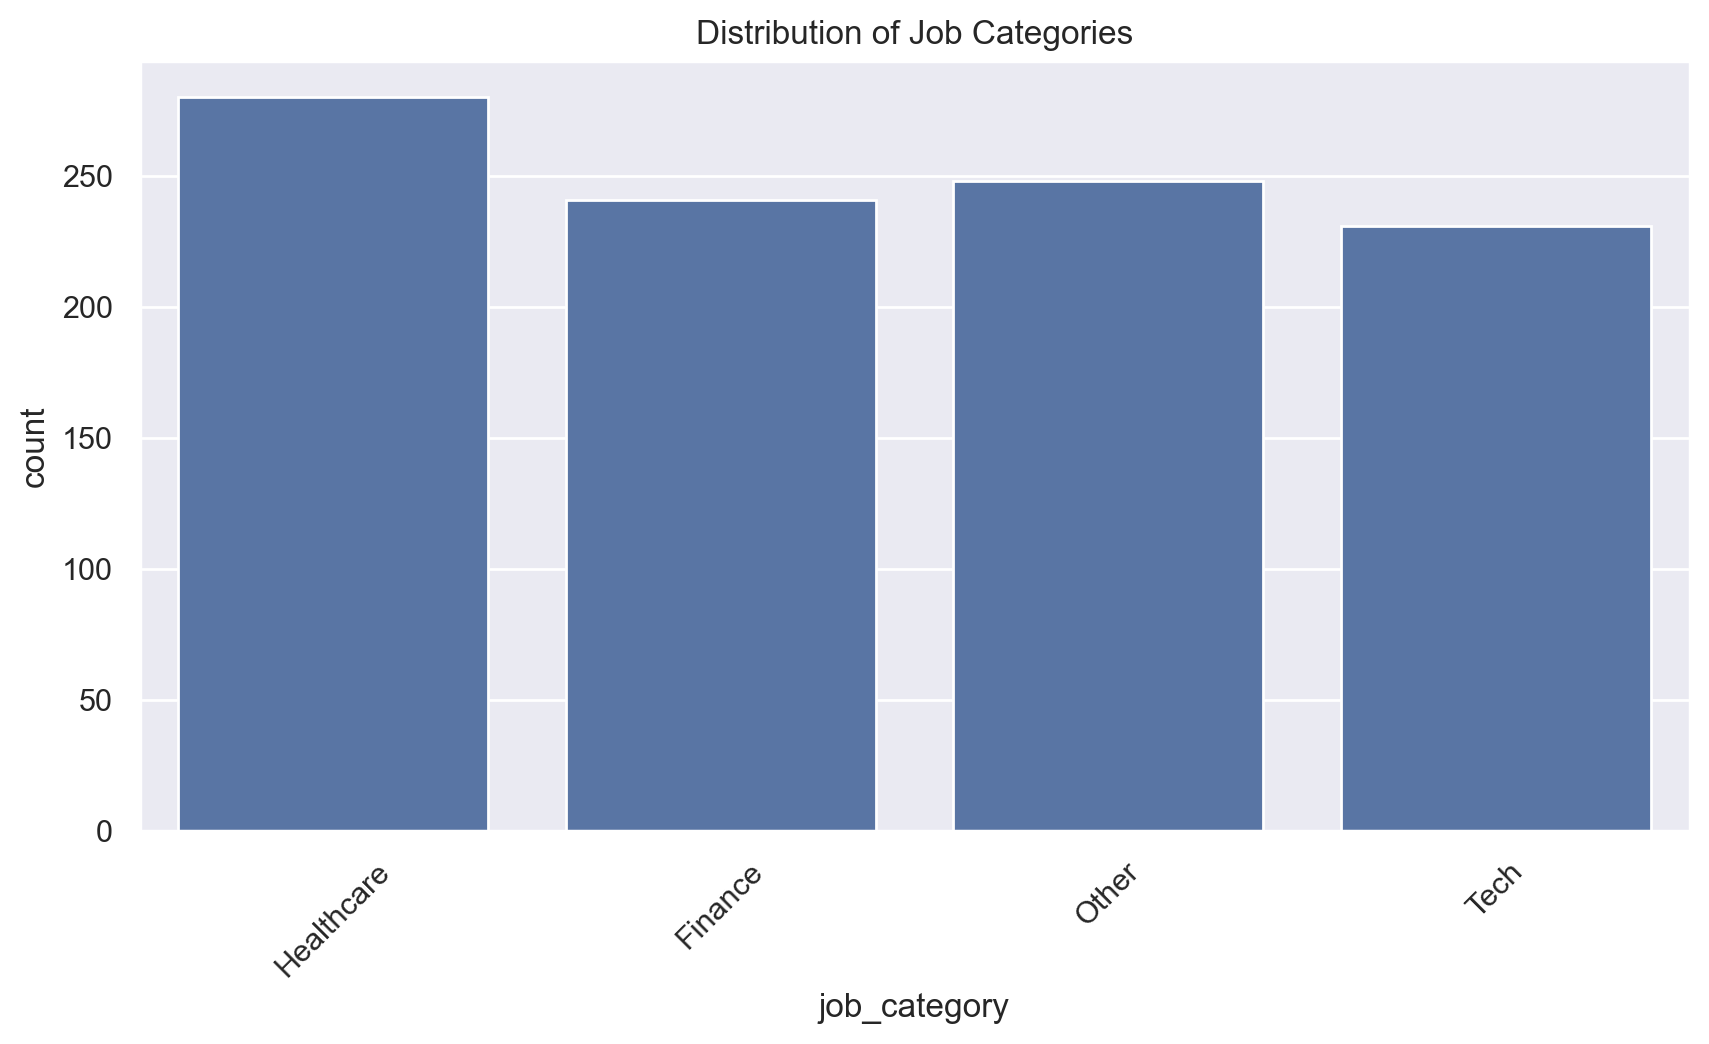 Distribution of Job Categories
250
200
150
100
50
0
count
Healthcare
Finance
Other
Tech
job_category